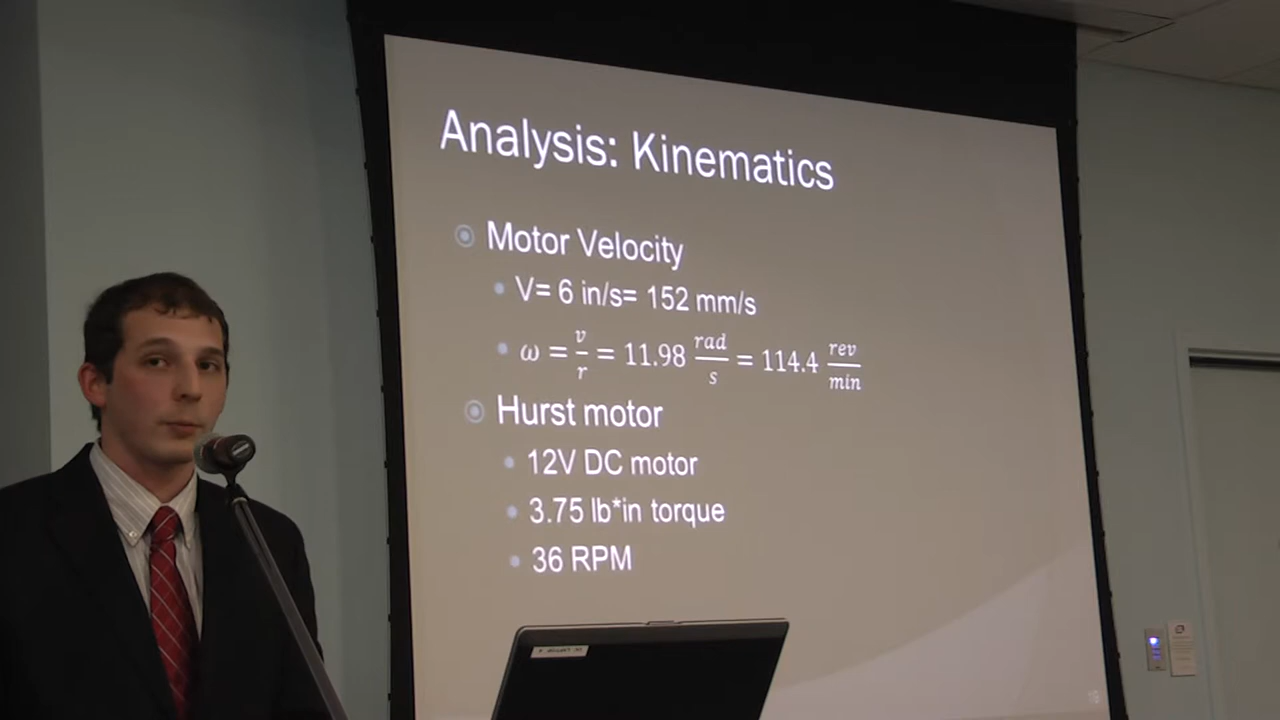 Analysis: Kinematics
Motor Velocity
V= 6 in/s= 152 mm/s
ω = v/r = 11.98 rad/s = 114.4 rev/min
Hurst motor
12V DC motor
3.75 lb*in torque
36 RPM